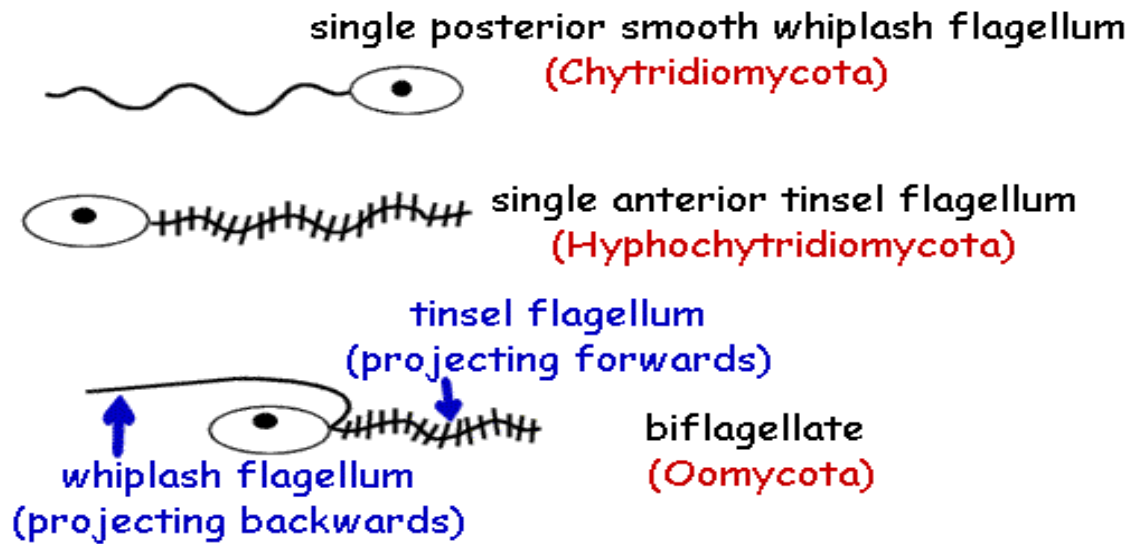 single posterior smooth whiplash flagellum
(Chytridiomycota)
single anterior tinsel flagellum
(Hyphochytridiomycota)
tinsel flagellum
(projecting forwards)
biflagellate
(Oomycota)
whiplash flagellum
(projecting backwards)